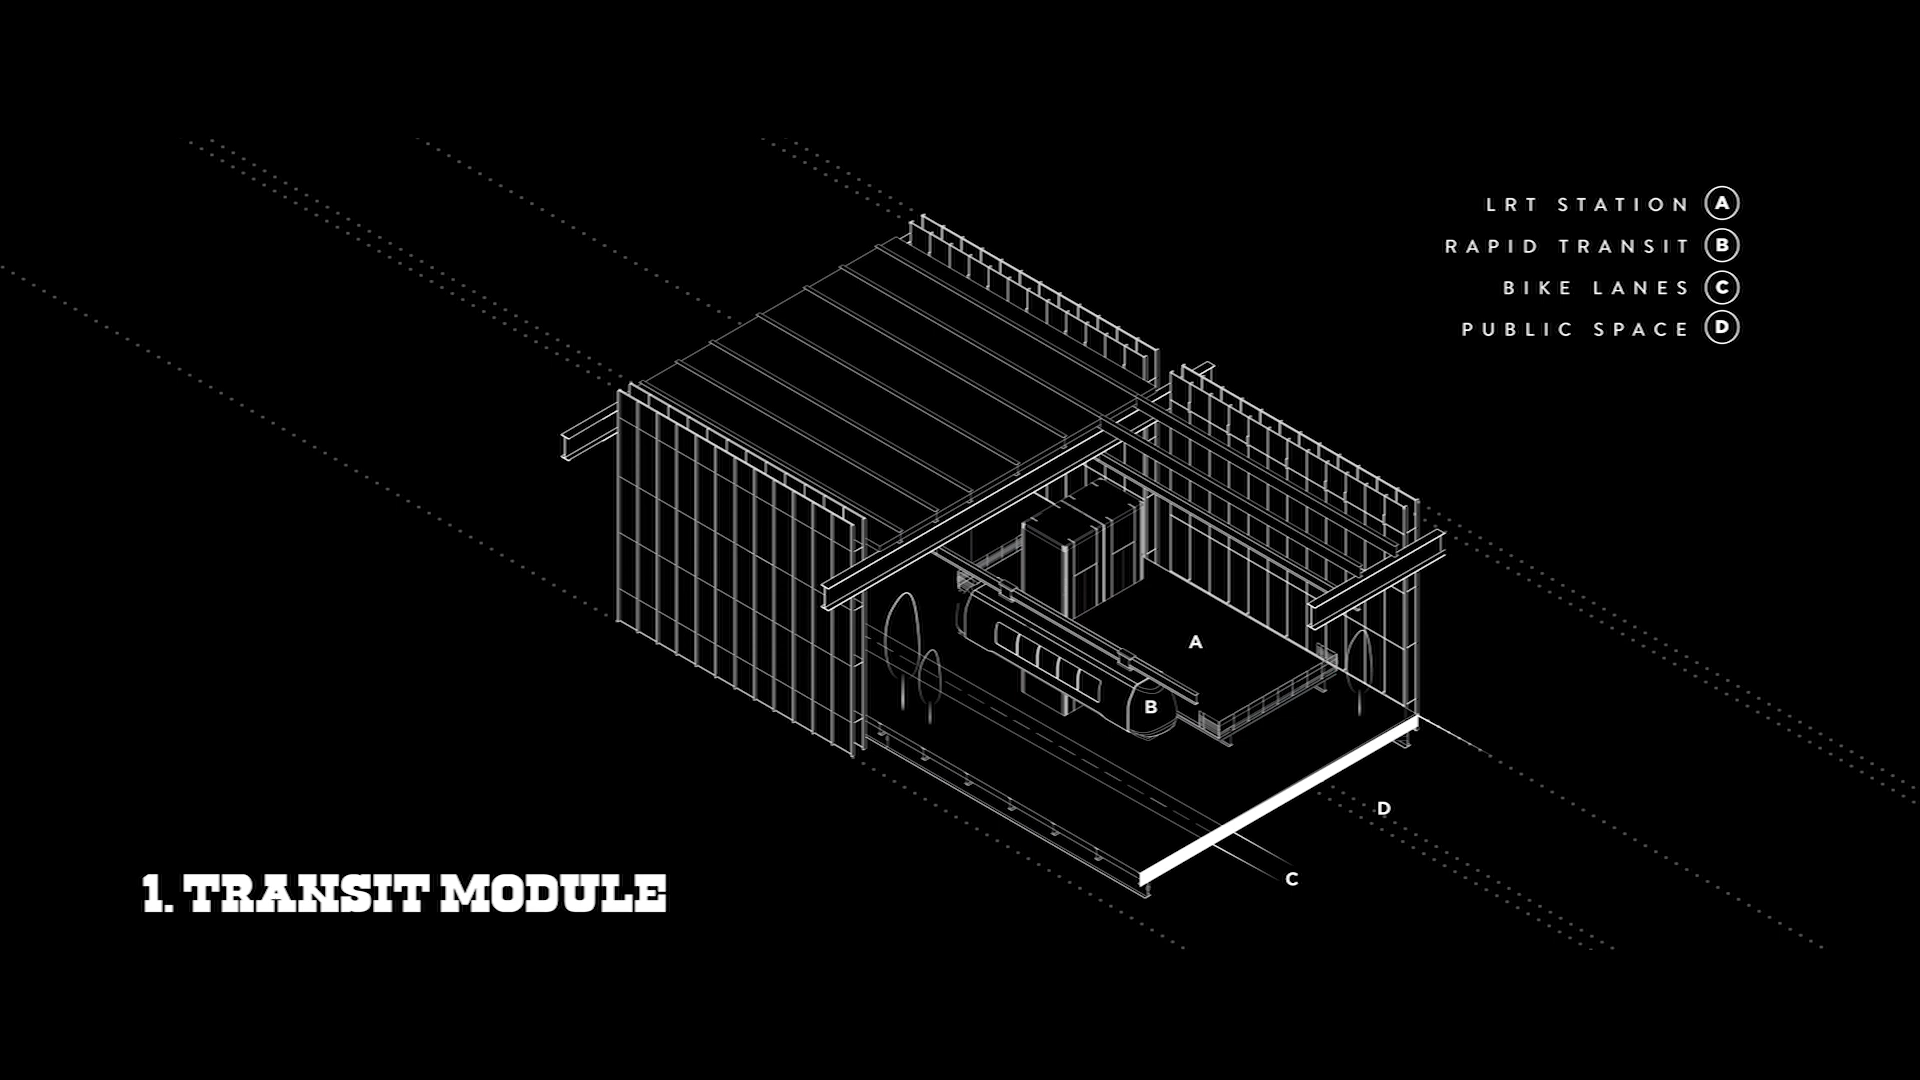 LRT STATION A
RAPID TRANSIT B
BIKE LANES C
PUBLIC SPACE D
A
B
D
C
1. TRANSIT MODULE